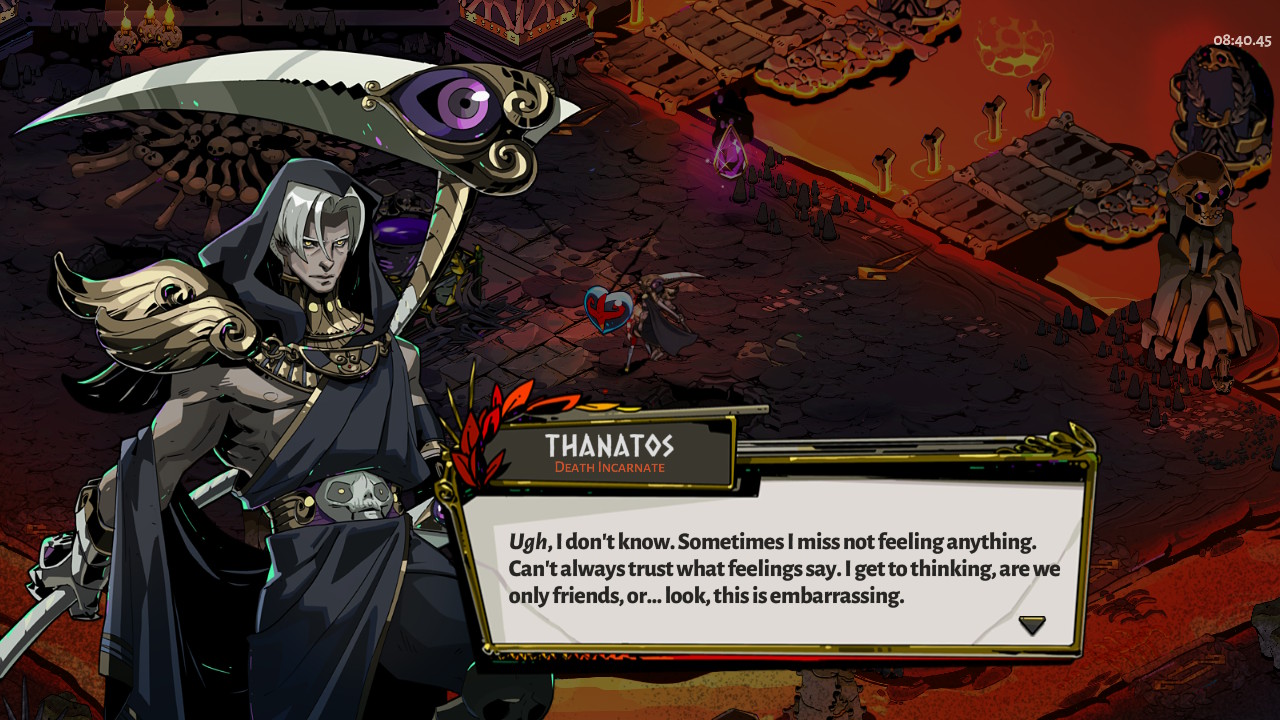 08:40.45
THANATOS
DEATH INCARNATE
Ugh, I don't know. Sometimes I miss not feeling anything.
Can't always trust what feelings say. I get to thinking, are we
only friends, or... look, this is embarrassing.